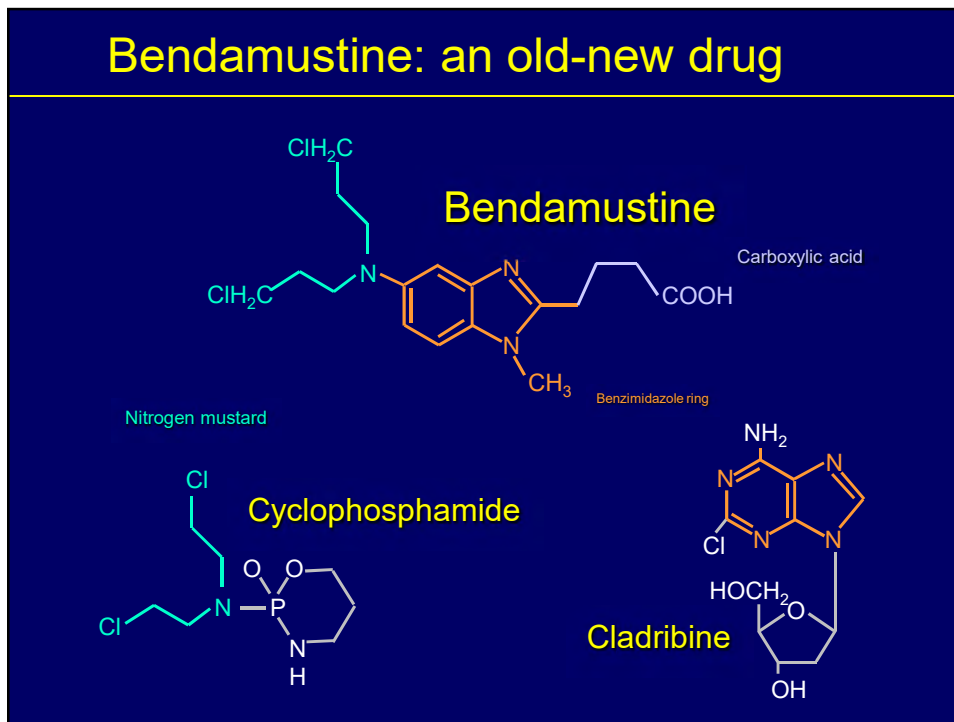 Bendamustine: an old-new drug
ClH₂C
Bendamustine
Carboxylic acid
N
N
ClH₂C
COOH
N
CH₃
Benzimidazole ring
Nitrogen mustard
NH₂
Cl
N
N
Cyclophosphamide
Cl
N
N
O
O
HOCH₂
N
P
O
Cl
Cladribine
N
H
OH